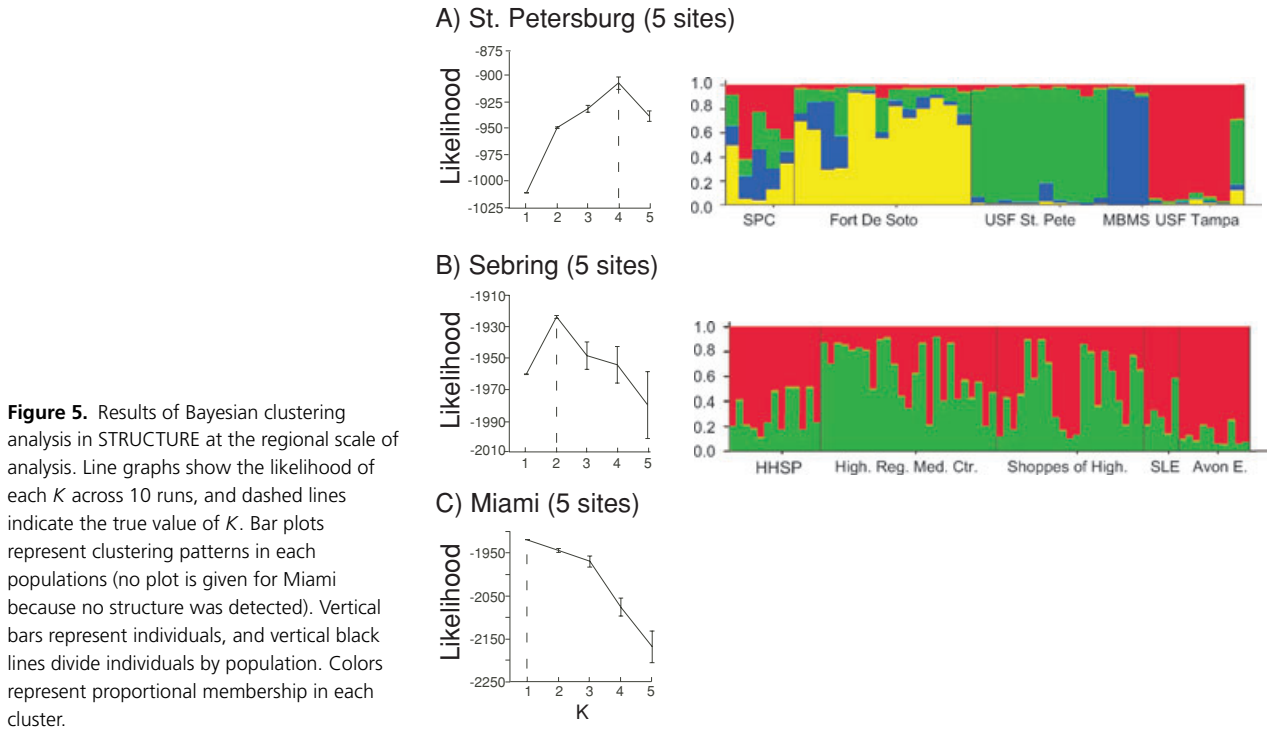 A) St. Petersburg (5 sites)
Likelihood
-875
-900
-925
-950
-975
-1000
-1025
1 2 3 4 5
1.0
0.8
0.6
0.4
0.2
0.0
SPC Fort De Soto USF St. Pete MBMS USF Tampa
B) Sebring (5 sites)
Likelihood
-1910
-1930
-1950
-1970
-1990
-2010
1 2 3 4 5
1.0
0.8
0.6
0.4
0.2
0.0
HHSP High. Reg. Med. Ctr. Shoppes of High. SLE Avon E.
C) Miami (5 sites)
Likelihood
-1950
-2050
-2150
-2250
1 2 3 4 5
K
Figure 5. Results of Bayesian clustering
analysis in STRUCTURE at the regional scale of
analysis. Line graphs show the likelihood of
each K across 10 runs, and dashed lines
indicate the true value of K. Bar plots
represent clustering patterns in each
populations (no plot is given for Miami
because no structure was detected). Vertical
bars represent individuals, and vertical black
lines divide individuals by population. Colors
represent proportional membership in each
cluster.